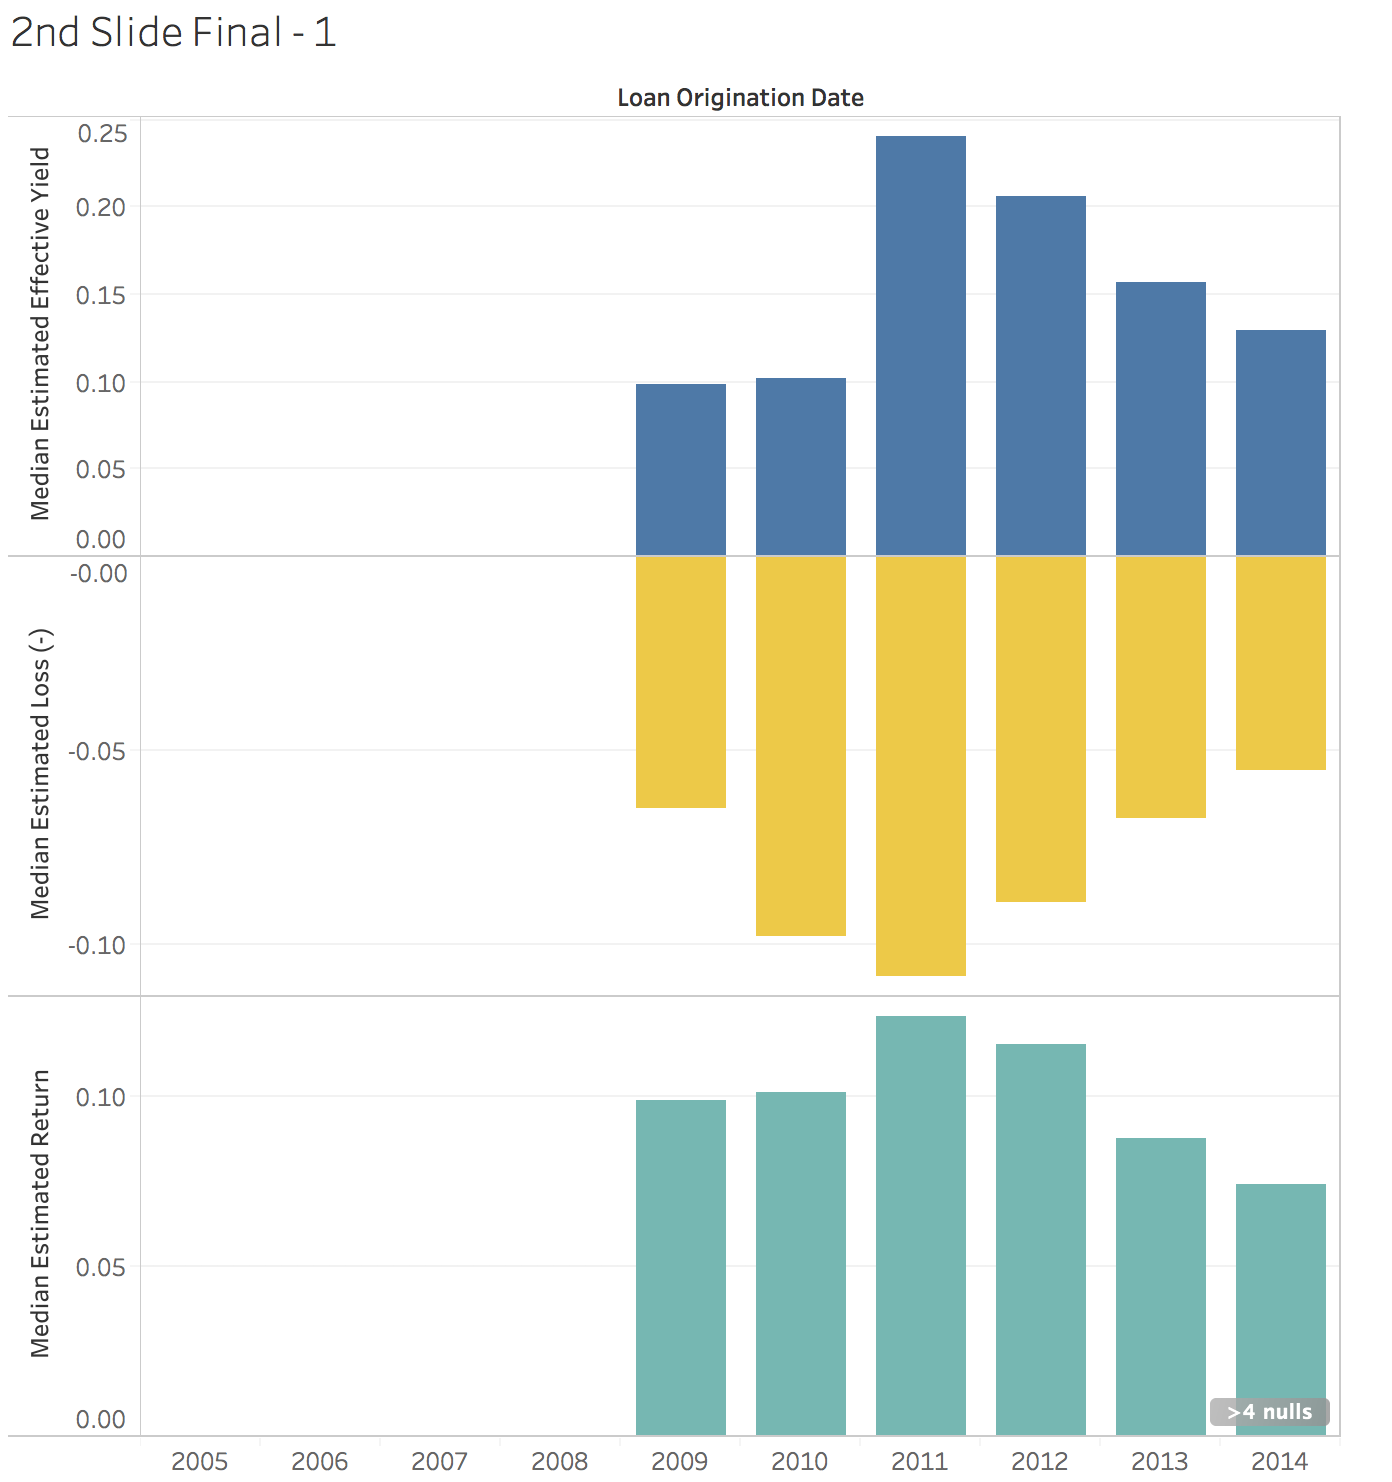 2nd Slide Final - 1
Loan Origination Date
Median Estimated Effective Yield
0.25
0.20
0.15
0.10
0.05
0.00
Median Estimated Loss (-)
-0.00
-0.05
-0.10
Median Estimated Return
0.10
0.05
0.00
>4 nulls
2005 2006 2007 2008 2009 2010 2011 2012 2013 2014